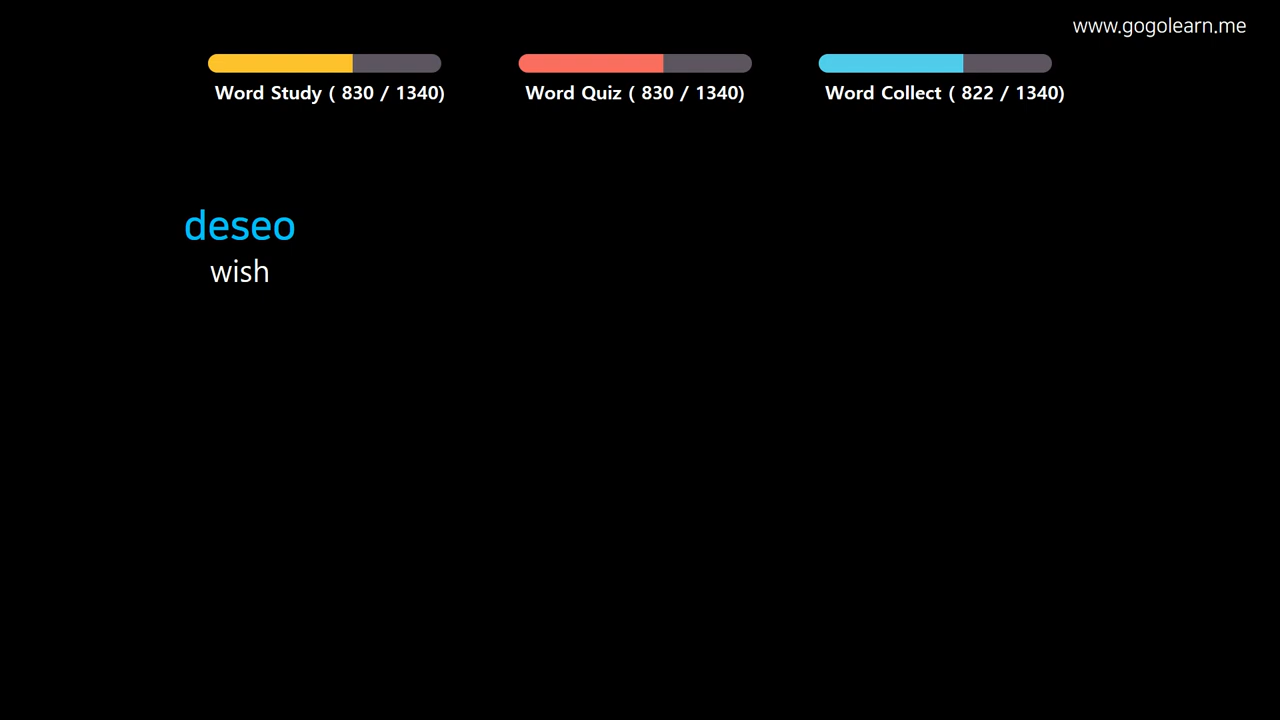 www.gogolearn.me
Word Study ( 830 / 1340)
Word Quiz ( 830 / 1340)
Word Collect ( 822 / 1340)
deseo
wish